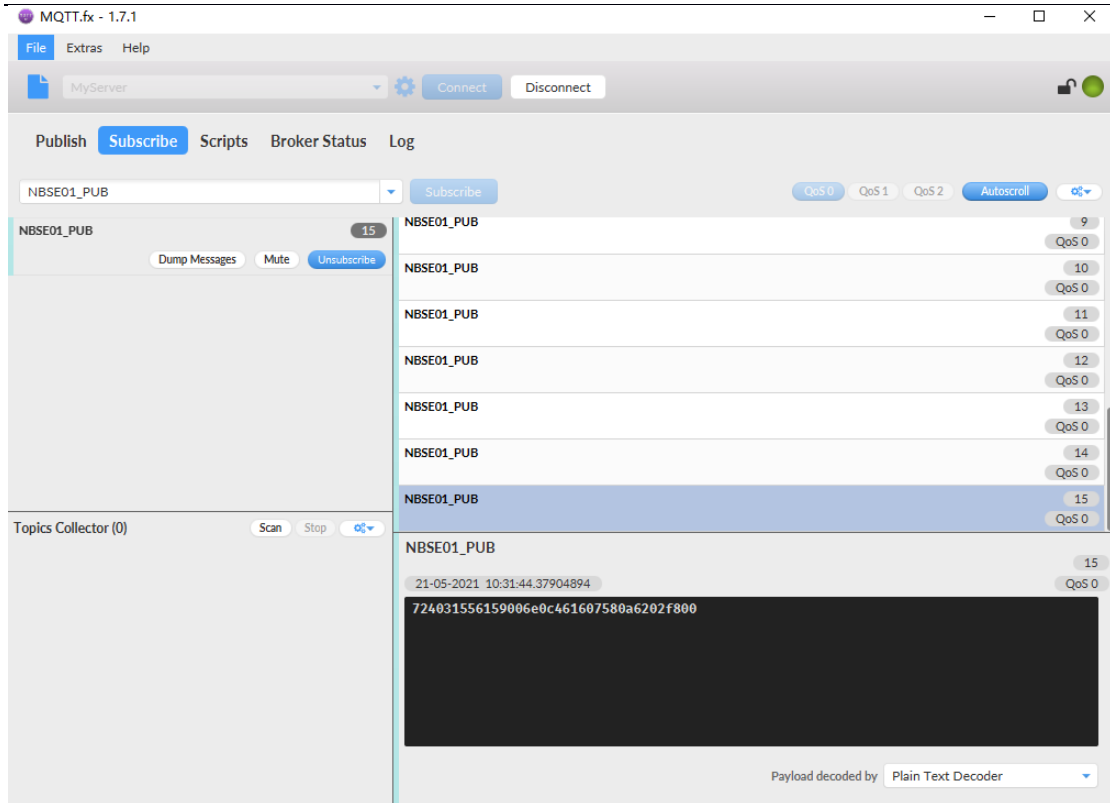 MQTT.fx - 1.7.1
File Extras Help
MyServer Connect Disconnect
Publish Subscribe Scripts Broker Status Log
NBSE01_PUB Subscribe QoS 0 QoS 1 QoS 2 Autoscroll
NBSE01_PUB 15
Dump Messages Mute Unsubscribe
NBSE01_PUB 9
QoS 0
NBSE01_PUB 10
QoS 0
NBSE01_PUB 11
QoS 0
NBSE01_PUB 12
QoS 0
NBSE01_PUB 13
QoS 0
NBSE01_PUB 14
QoS 0
NBSE01_PUB 15
QoS 0
Topics Collector (0) Scan Stop
NBSE01_PUB
15
21-05-2021 10:31:44.37904894 QoS 0
724031556159006e0c461607580a6202f800
Payload decoded by Plain Text Decoder